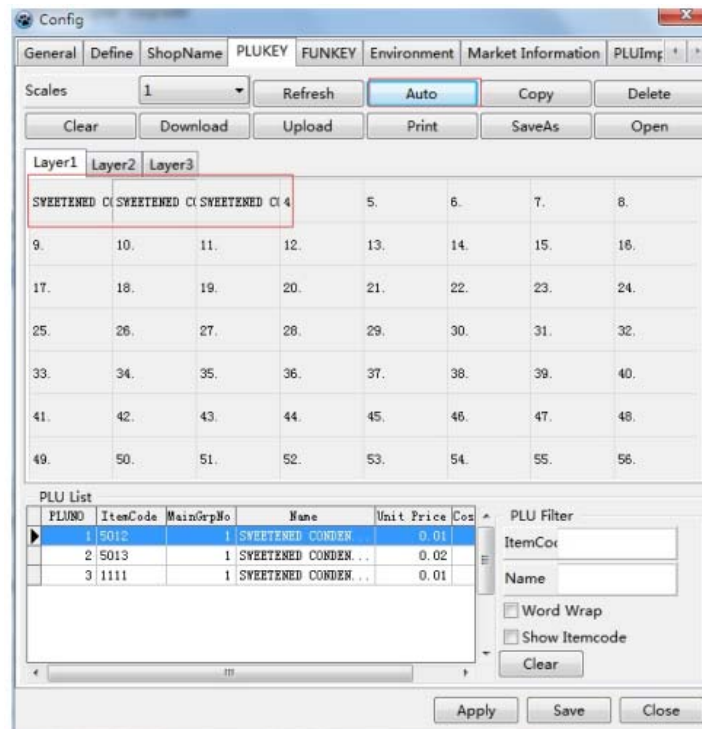 Config
General Define ShopName PLUKEY FUNKEY Environment Market Information PLUImp
Scales 1 Refresh Auto Copy Delete
Clear Download Upload Print SaveAs Open
Layer1 Layer2 Layer3
SWEETENED CO SWEETENED CO SWEETENED CO 4 5. 6. 7. 8.
9. 10. 11. 12. 13. 14. 15. 16.
17. 18. 19. 20. 21. 22. 23. 24.
25. 26. 27. 28. 29. 30. 31. 32.
33. 34. 35. 36. 37. 38. 39. 40.
41. 42. 43. 44. 45. 46. 47. 48.
49. 50. 51. 52. 53. 54. 55. 56.
PLU List
PLUNO ItemCode MainGrpNo Name Unit Price Cos
1 5012 1 SWEETENED CONDEN... 0.01
2 5013 1 SWEETENED CONDEN... 0.02
3 1111 1 SWEETENED CONDEN... 0.01
PLU Filter
ItemCo
Name
Word Wrap
Show Itemcode
Clear
Apply Save Close